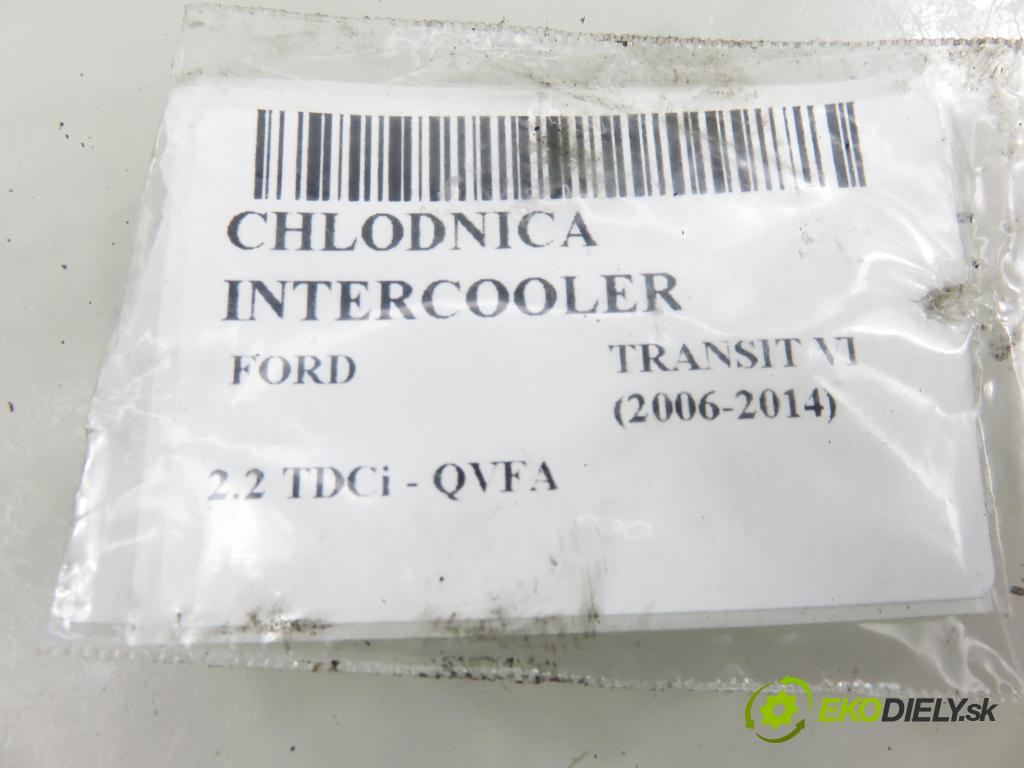 CHLODNICA
INTERCOOLER
FORD TRANSIT VI
(2006-2014)
2.2 TDCi - QVFA
EKODIELY.sk